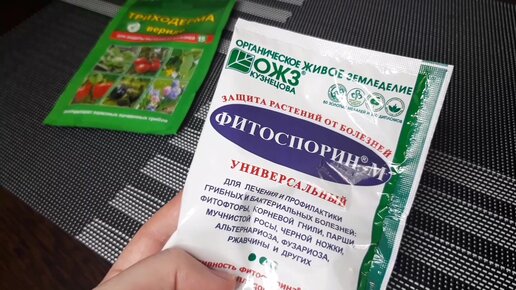 ТРИХОДЕРМА
ОРГАНИЧЕСКОЕ ЖИВОЕ ЗЕМЛЕДЕЛИЕ
ОЖЗ
КУЗНЕЦОВА
ЗАЩИТА РАСТЕНИЙ ОТ БОЛЕЗНЕЙ
ФИТОСПОРИН®-М
УНИВЕРСАЛЬНЫЙ
ДЛЯ ЛЕЧЕНИЯ И ПРОФИЛАКТИКИ
ГРИБНЫХ И БАКТЕРИАЛЬНЫХ БОЛЕЗНЕЙ:
ФИТОФТОРЫ, КОРНЕВОЙ ГНИЛИ, ПАРШИ,
МУЧНИСТОЙ РОСЫ, ЧЕРНОЙ НОЖКИ,
АЛЬТЕРНАРИОЗА, ФУЗАРИОЗА,
РЖАВЧИНЫ И ДРУГИХ